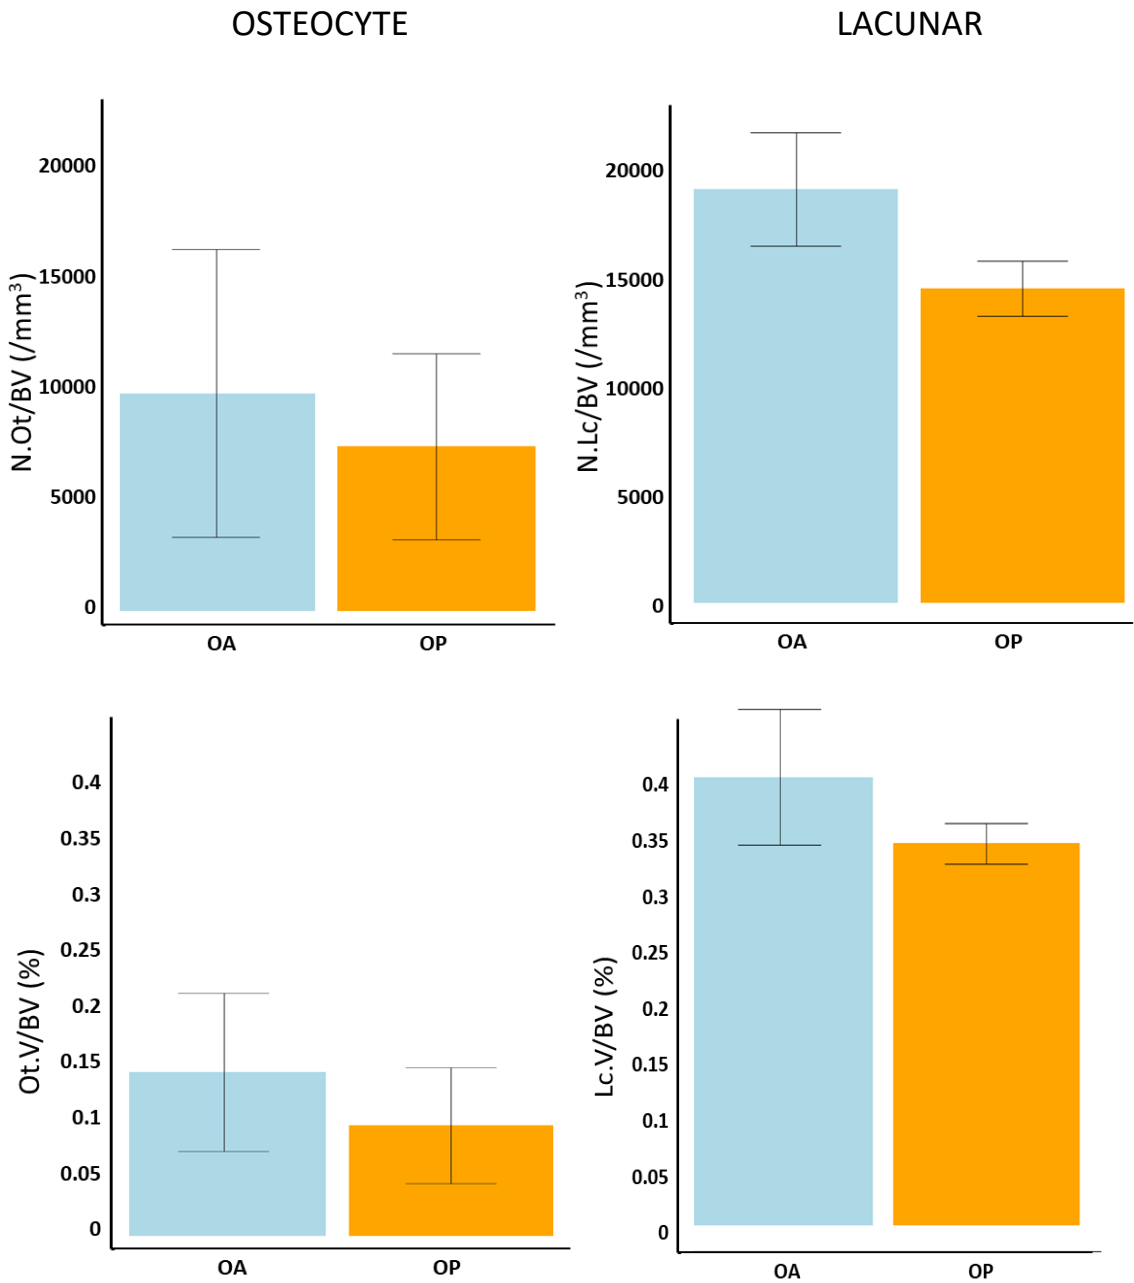 OSTEOCYTE
LACUNAR
N.Ot/BV (/mm³)
20000
15000
10000
5000
0
OA
OP
N.Lc/BV (/mm³)
20000
15000
10000
5000
0
OA
OP
Ot.V/BV (%)
0.4
0.35
0.3
0.25
0.2
0.15
0.1
0.05
0
OA
OP
Lc.V/BV (%)
0.4
0.35
0.3
0.25
0.2
0.15
0.1
0.05
0
OA
OP